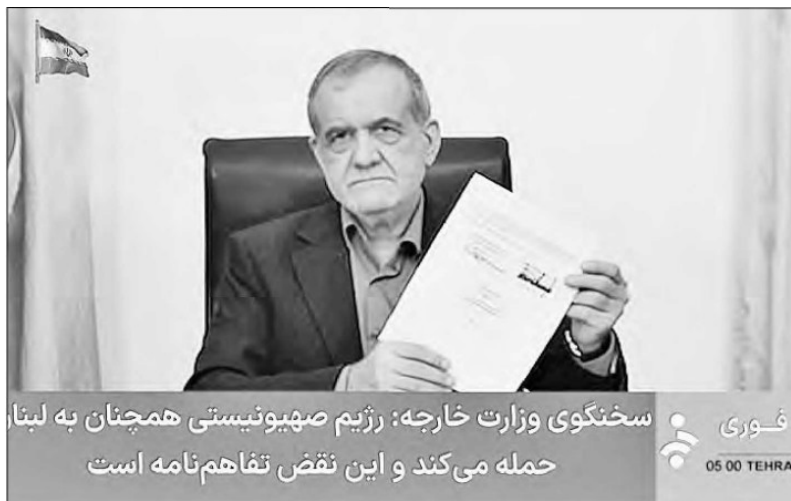 سخنگوی وزارت خارجه: رژیم صهیونیستی همچنان به لبنان
حمله می‌کند و این نقض تفاهم‌نامه است
فــوری
05 00 TEHRA